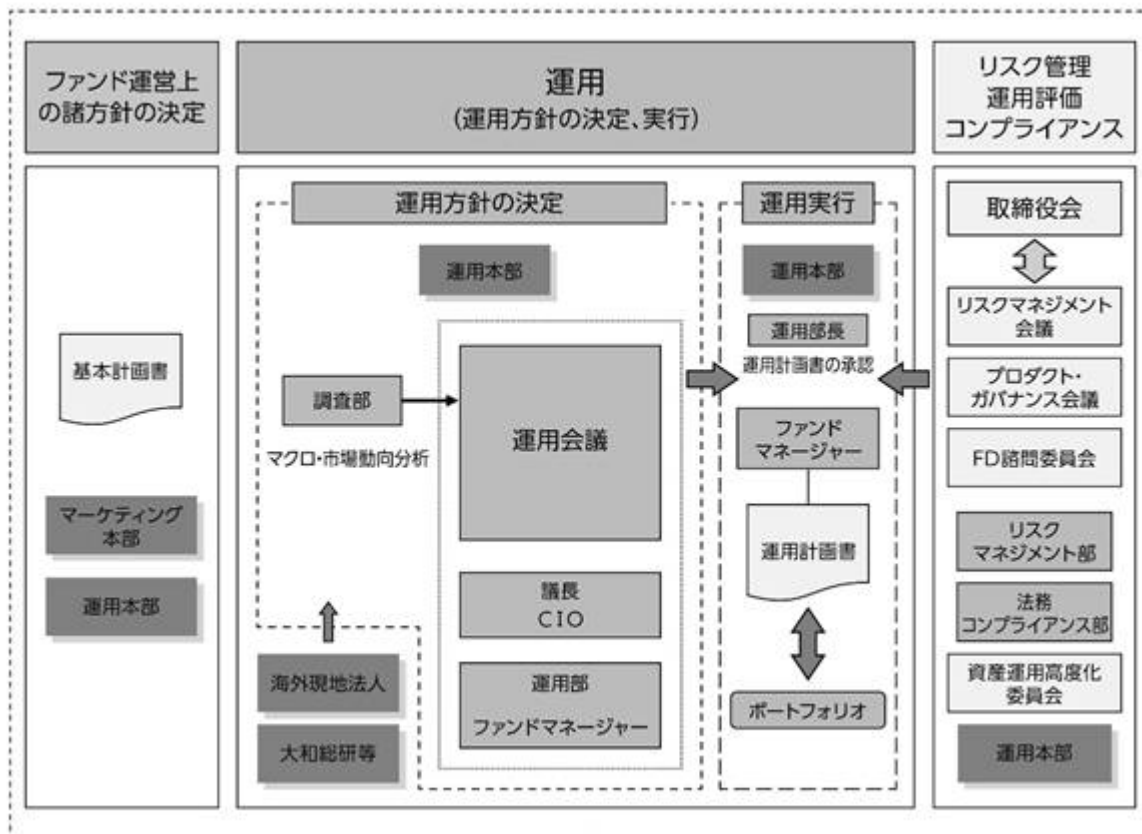 ファンド運営上
の諸方針の決定
運用
(運用方針の決定、実行)
リスク管理
運用評価
コンプライアンス
基本計画書
マーケティング
本部
運用本部
運用方針の決定
運用本部
調査部
マクロ・市場動向分析
運用会議
議長
CIO
運用部
ファンドマネージャー
海外現地法人
大和総研等
運用実行
運用本部
運用部長
運用計画書の承認
ファンド
マネージャー
運用計画書
ポートフォリオ
取締役会
リスクマネジメント
会議
プロダクト・
ガバナンス会議
FD諮問委員会
リスク
マネジメント部
法務
コンプライアンス部
資産運用高度化
委員会
運用本部